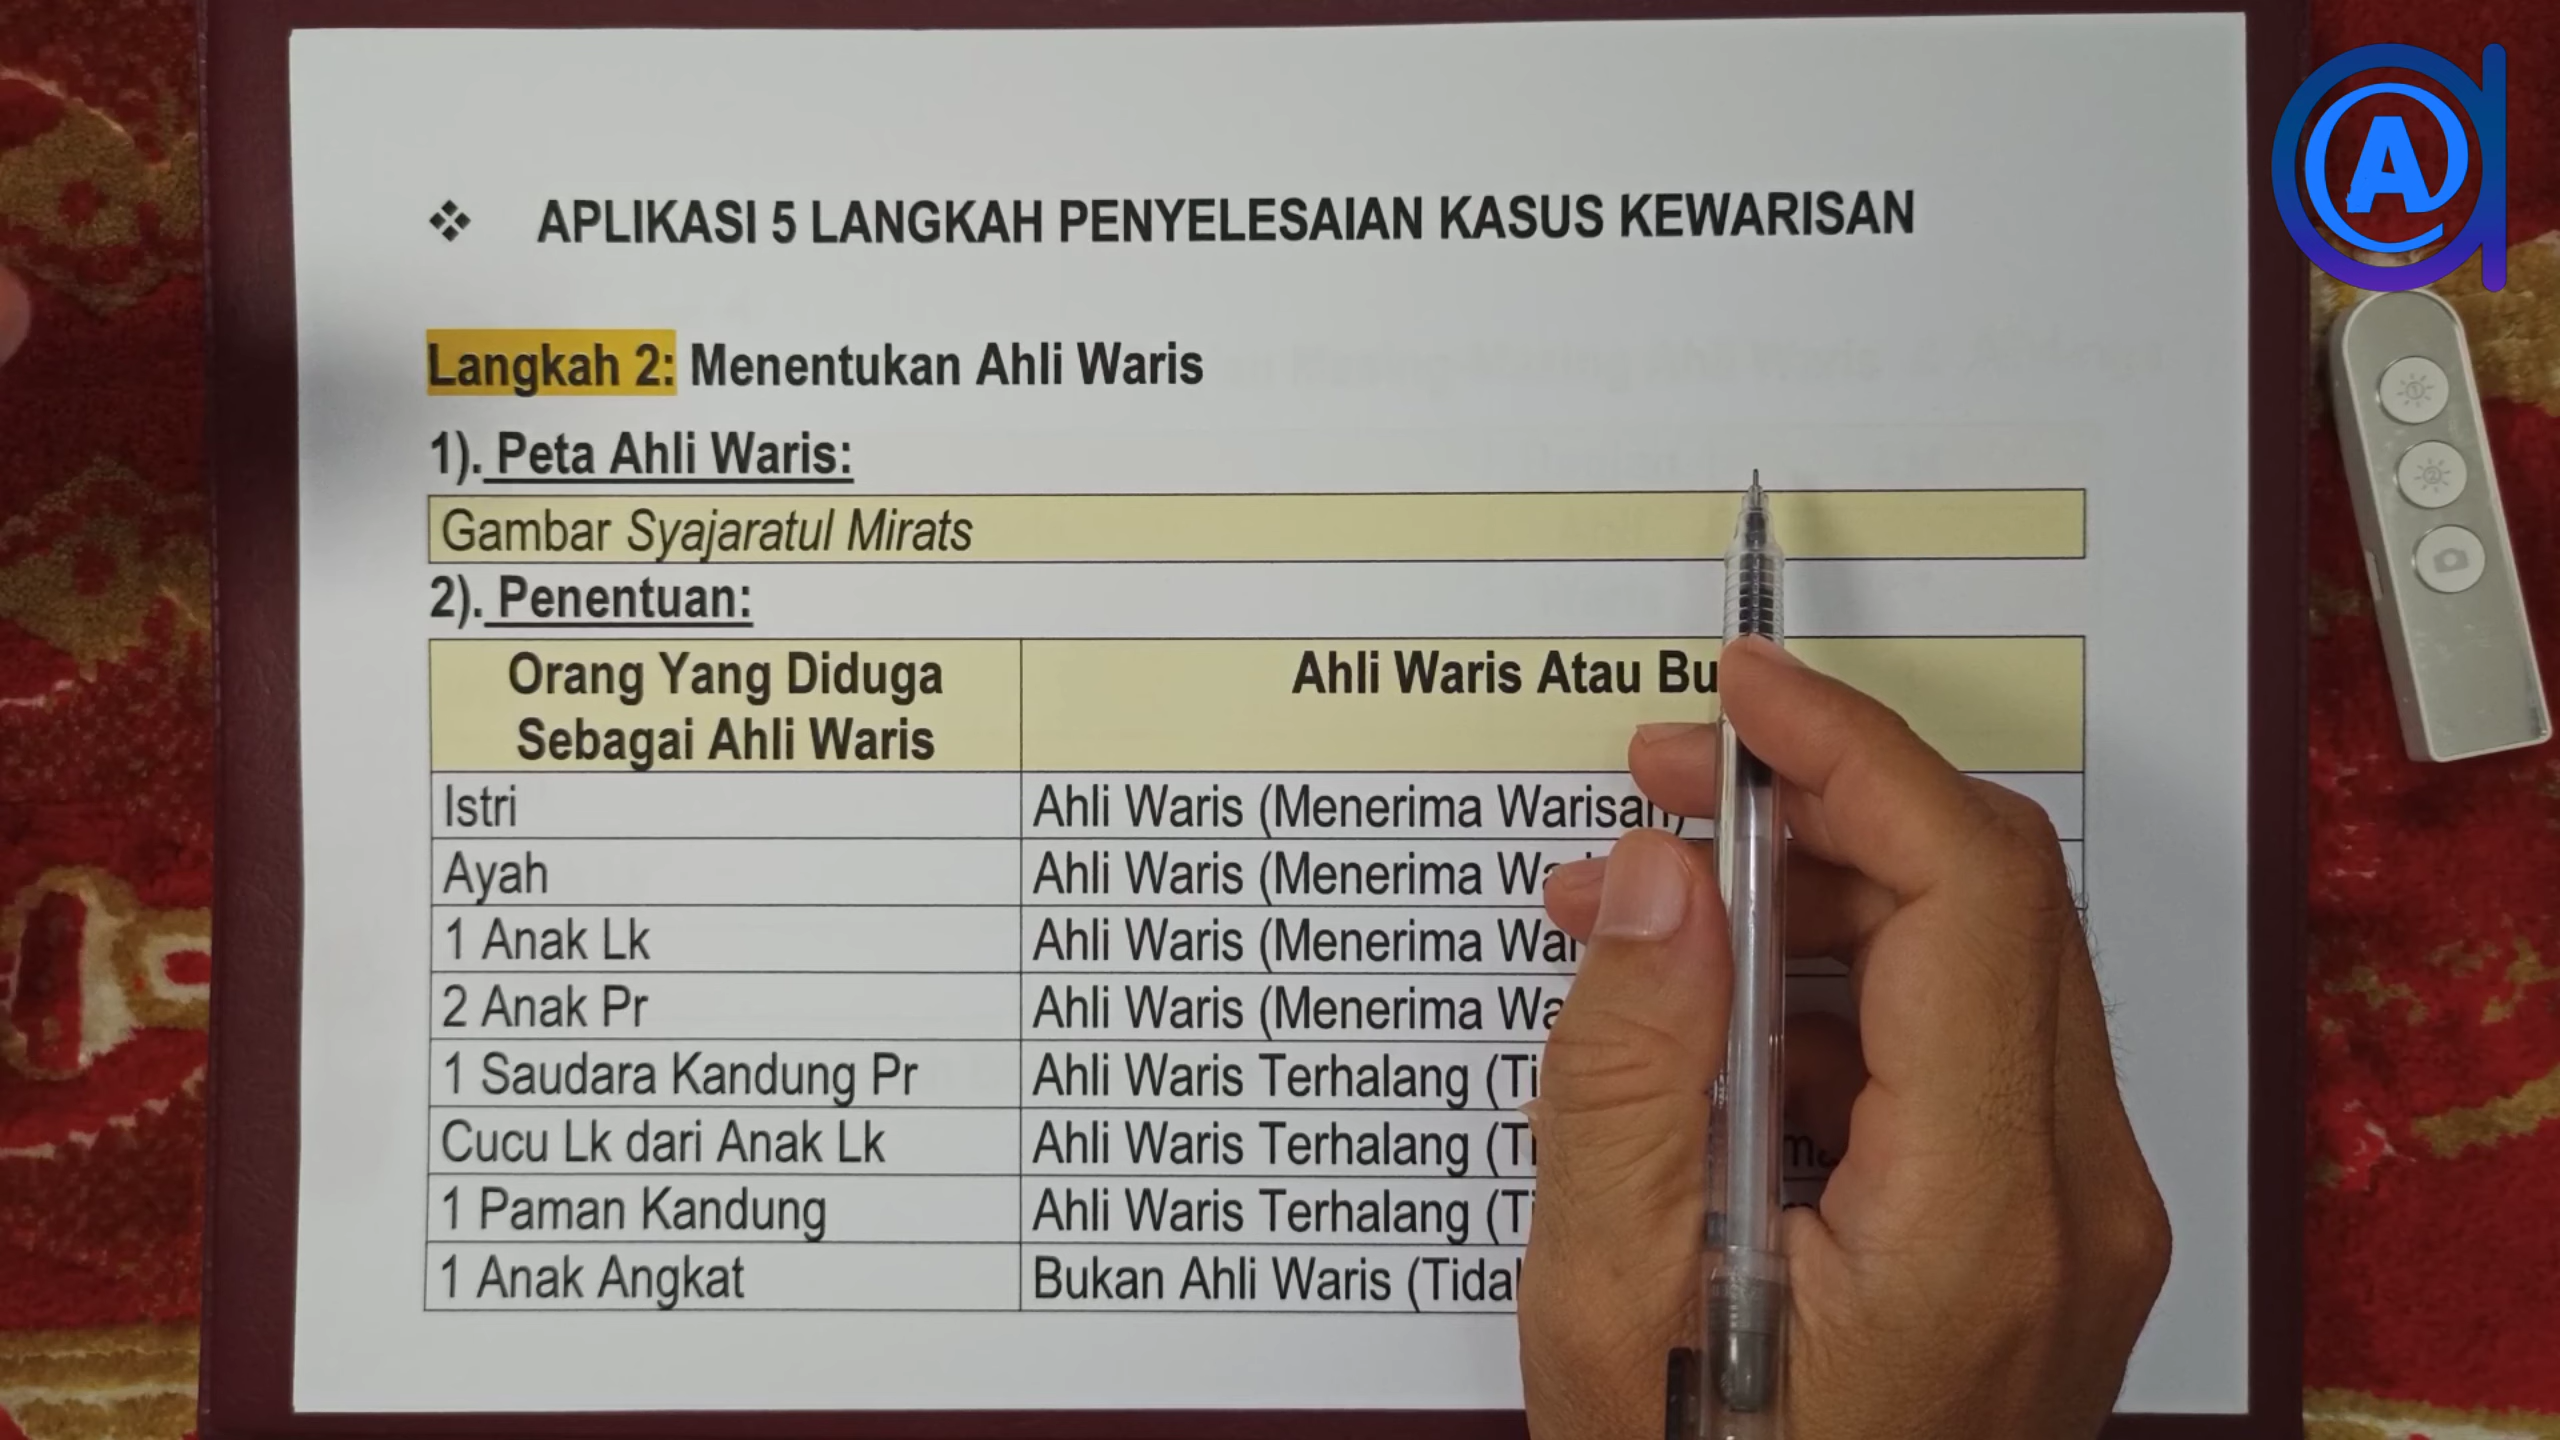 ❖ APLIKASI 5 LANGKAH PENYELESAIAN KASUS KEWARISAN
Langkah 2: Menentukan Ahli Waris
1). Peta Ahli Waris:
Gambar Syajaratul Mirats
2). Penentuan:
Orang Yang Diduga
Sebagai Ahli Waris
Ahli Waris Atau
Istri
Ahli Waris (Menerima Warisan)
Ayah
Ahli Waris (Menerima
1 Anak Lk
Ahli Waris (Menerima
2 Anak Pr
Ahli Waris (Menerima
1 Saudara Kandung Pr
Ahli Waris Terhalang
Cucu Lk dari Anak Lk
Ahli Waris Terhalang
1 Paman Kandung
Ahli Waris Terhalang
1 Anak Angkat
Bukan Ahli Waris
A